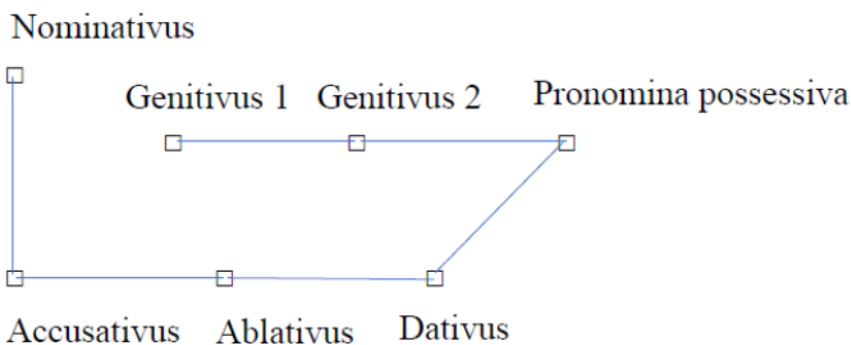 Nominativus
Genitivus 1 Genitivus 2 Pronomina possessiva
Accusativus Ablativus Dativus